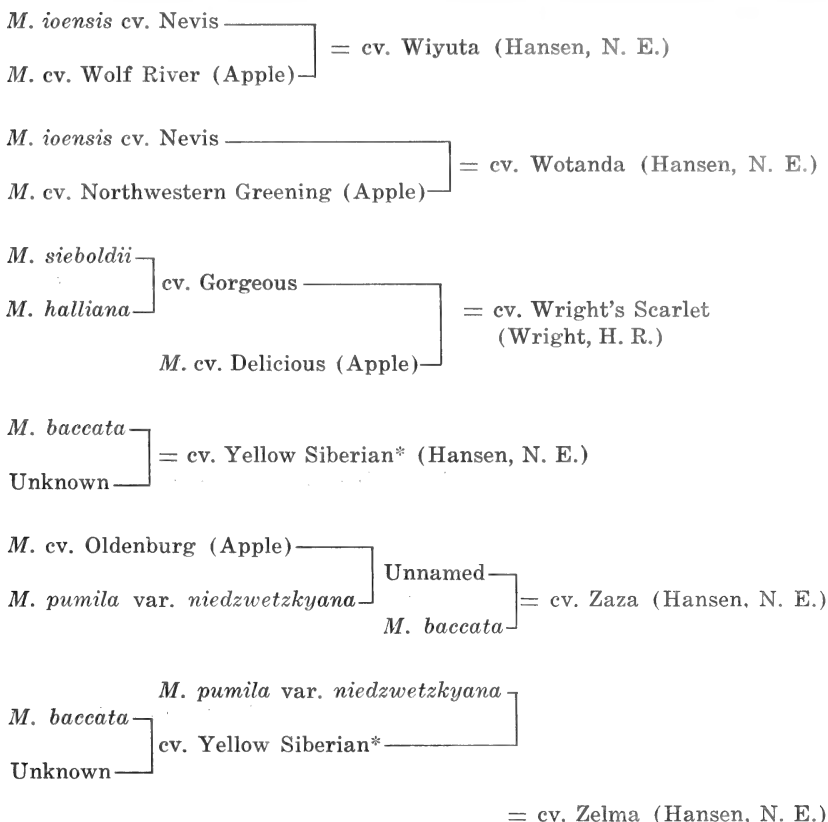 M. ioensis cv. Nevis
= cv. Wiyuta (Hansen, N. E.)
M. cv. Wolf River (Apple)
M. ioensis cv. Nevis
= cv. Wotanda (Hansen, N. E.)
M. cv. Northwestern Greening (Apple)
M. sieboldii
cv. Gorgeous
M. halliana
= cv. Wright's Scarlet
(Wright, H. R.)
M. cv. Delicious (Apple)
M. baccata
= cv. Yellow Siberian* (Hansen, N. E.)
Unknown
M. cv. Oldenburg (Apple)
Unnamed
M. pumila var. niedzwetzkyana
= cv. Zaza (Hansen, N. E.)
M. baccata
M. pumila var. niedzwetzkyana
M. baccata
cv. Yellow Siberian*
Unknown
= cv. Zelma (Hansen, N. E.)